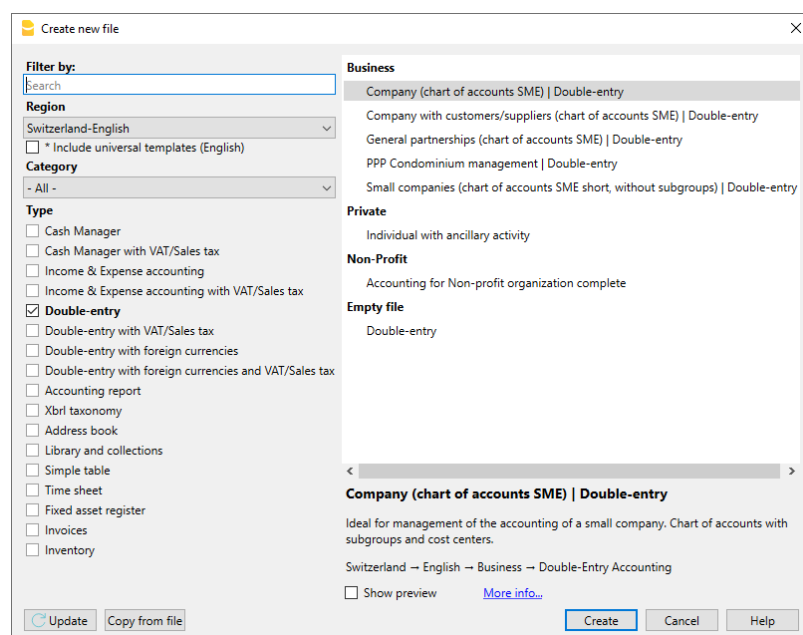 Create new file
Filter by:
Search
Region
Switzerland-English
* Include universal templates (English)
Category
- All -
Type
Cash Manager
Cash Manager with VAT/Sales tax
Income & Expense accounting
Income & Expense accounting with VAT/Sales tax
Double-entry
Double-entry with VAT/Sales tax
Double-entry with foreign currencies
Double-entry with foreign currencies and VAT/Sales tax
Accounting report
Xbrl taxonomy
Address book
Library and collections
Simple table
Time sheet
Fixed asset register
Invoices
Inventory
Business
Company (chart of accounts SME) | Double-entry
Company with customers/suppliers (chart of accounts SME) | Double-entry
General partnerships (chart of accounts SME) | Double-entry
PPP Condominium management | Double-entry
Small companies (chart of accounts SME short, without subgroups) | Double-entry
Private
Individual with ancillary activity
Non-Profit
Accounting for Non-profit organization complete
Empty file
Double-entry
Company (chart of accounts SME) | Double-entry
Ideal for management of the accounting of a small company. Chart of accounts with
subgroups and cost centers.
Switzerland → English → Business → Double-Entry Accounting
Show preview More info...
Update Copy from file Create Cancel Help